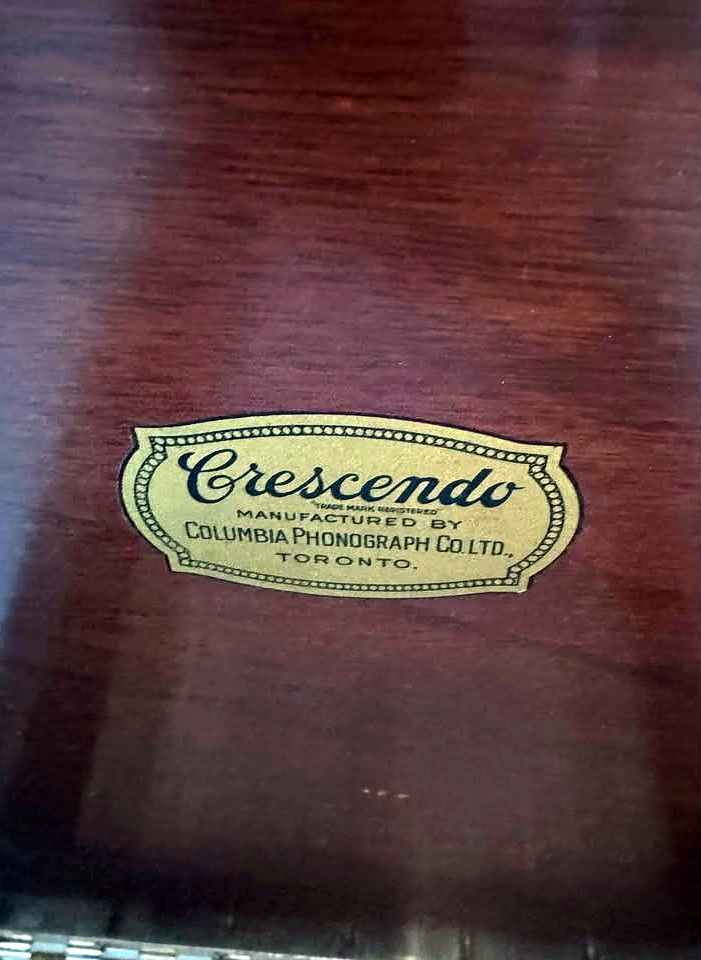 Crescendo
TRADE MARK REGISTERED
MANUFACTURED BY
COLUMBIA PHONOGRAPH CO. LTD.,
TORONTO.